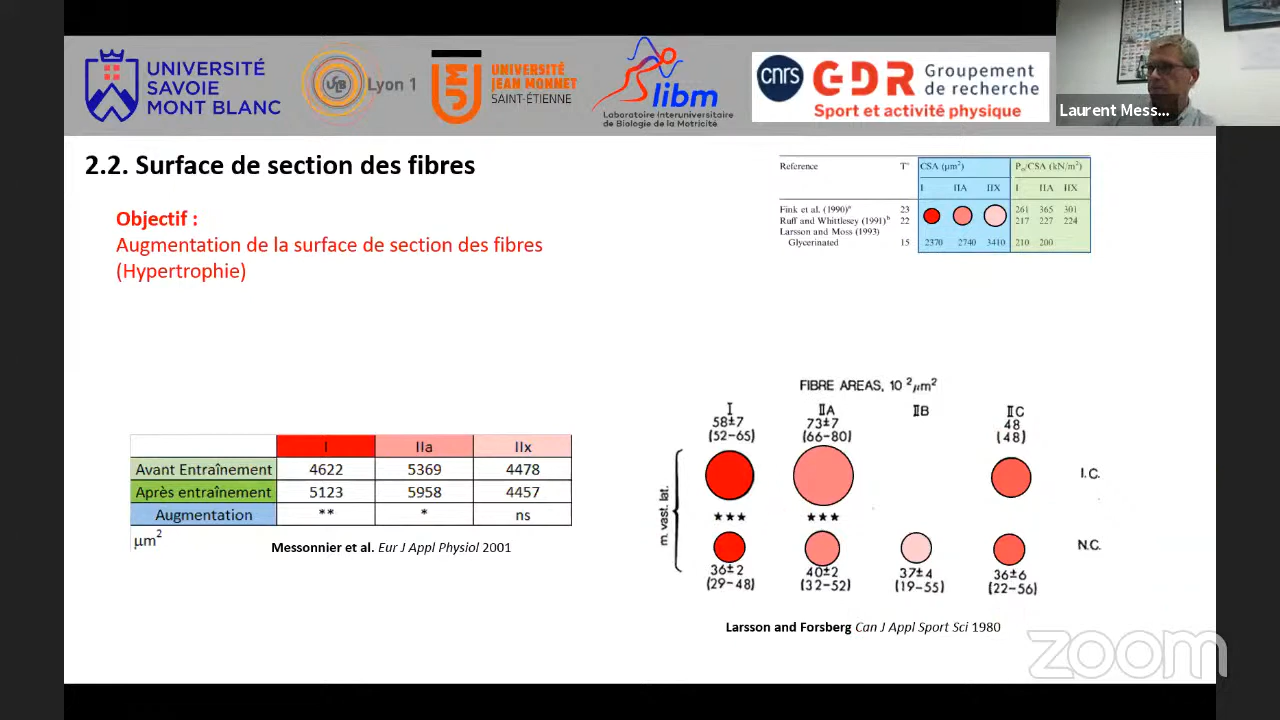 UNIVERSITÉ
SAVOIE
MONT BLANC
Lyon 1
UNIVERSITÉ
JEAN MONNET
SAINT-ÉTIENNE
libm
Laboratoire Interuniversitaire
de Biologie de la Motricité
cnrs
GDR
Groupement
de recherche
Sport et activité physique
Laurent Mess...
2.2. Surface de section des fibres
Objectif :
Augmentation de la surface de section des fibres
(Hypertrophie)
Reference T° CSA (µm²) P₀/CSA (kN/m²)
I IIA IIX I IIA IIX
Fink et al. (1990)ᵃ 23 261 365 301
Ruff and Whittlesey (1991)ᵇ 22 217 227 224
Larsson and Moss (1993)
Glycerinated 15 2370 2740 3410 210 200
I IIa IIx
Avant Entraînement 4622 5369 4478
Après entraînement 5123 5958 4457
Augmentation ** * ns
µm²
Messonnier et al. Eur J Appl Physiol 2001
FIBRE AREAS, 10 ²µm²
I IIA IIB IIC
58±7 73±7 48
(52-65) (66-80) (48)
I.C.
m. vast. lat.
★★★ ★★★
N.C.
36±2 40±2 37±4 36±6
(29-48) (32-52) (19-55) (22-56)
Larsson and Forsberg Can J Appl Sport Sci 1980
zoom